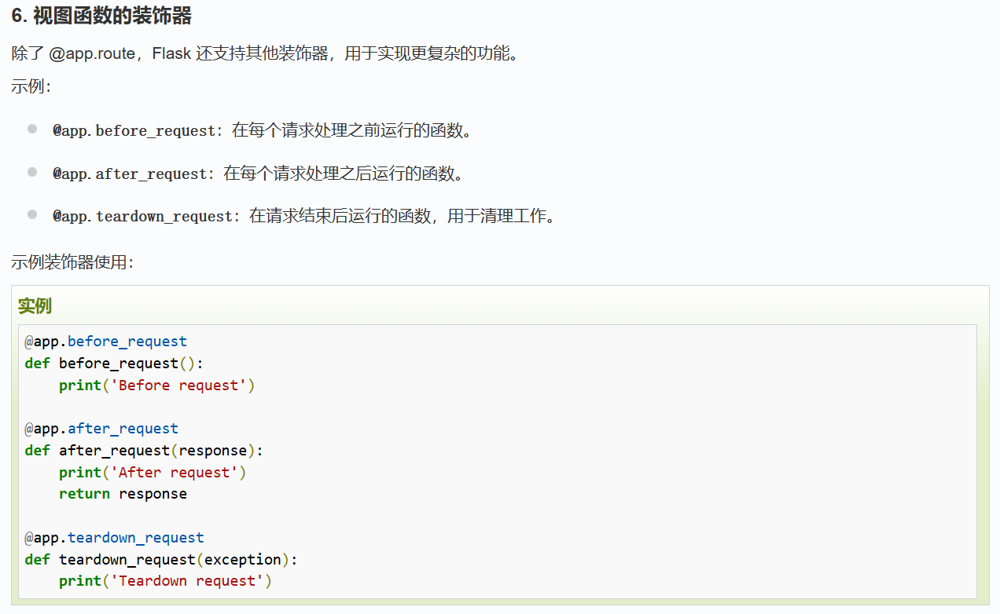 6. 视图函数的装饰器
除了 @app.route，Flask 还支持其他装饰器，用于实现更复杂的功能。
示例：
@app.before_request：在每个请求处理之前运行的函数。
@app.after_request：在每个请求处理之后运行的函数。
@app.teardown_request：在请求结束后运行的函数，用于清理工作。
示例装饰器使用：
实例
@app.before_request
def before_request():
    print('Before request')

@app.after_request
def after_request(response):
    print('After request')
    return response

@app.teardown_request
def teardown_request(exception):
    print('Teardown request')